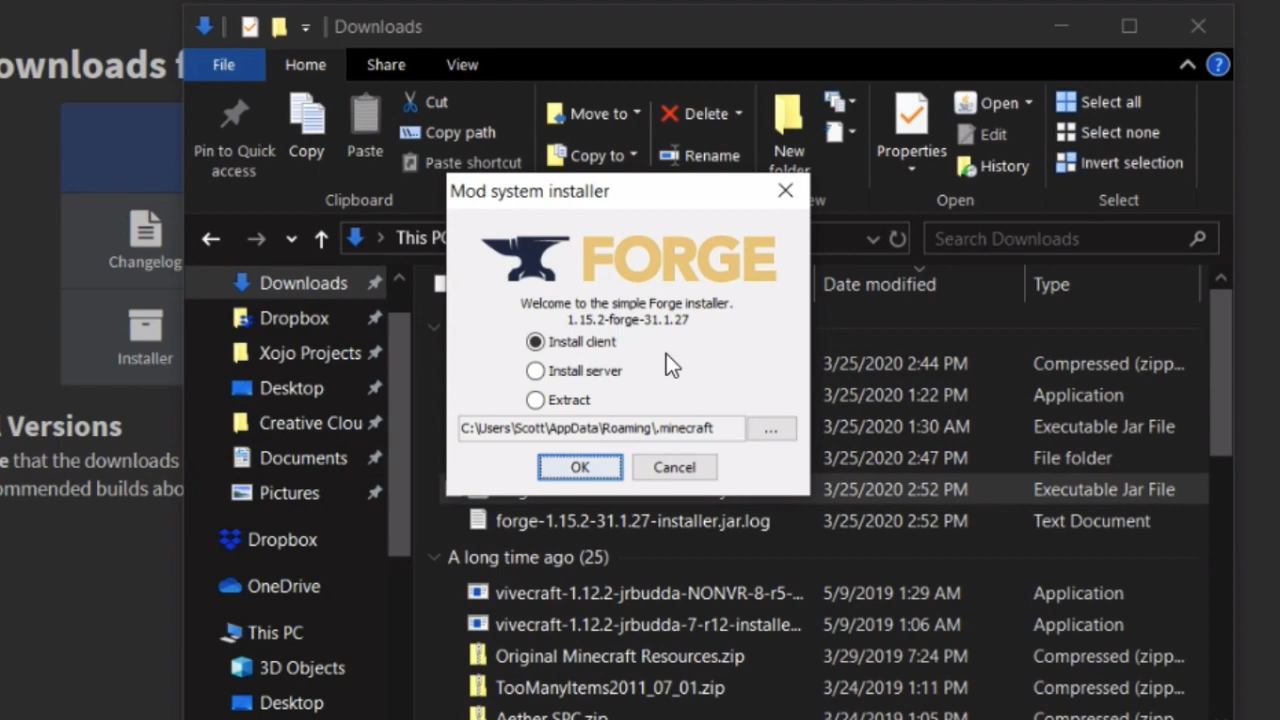 ownloads f
Changelog
Installer
l Versions
e that the downloads
ommended builds abo
Downloads
File
Home
Share
View
Pin to Quick
access
Copy
Paste
Cut
Copy path
Paste shortcut
Clipboard
Move to
Copy to
Delete
Rename
New
folder
Properties
Open
Edit
History
Open
Select all
Select none
Invert selection
Select
This PC
Search Downloads
Downloads
Dropbox
Xojo Projects
Desktop
Creative Clou
Documents
Pictures
Dropbox
OneDrive
This PC
3D Objects
Desktop
Mod system installer
FORGE
Welcome to the simple Forge installer.
1.15.2-forge-31.1.27
Install client
Install server
Extract
C:\Users\Scott\AppData\Roaming\.minecraft
...
OK
Cancel
Date modified
Type
3/25/2020 2:44 PM Compressed (zipp...
3/25/2020 1:22 PM Application
3/25/2020 1:30 AM Executable Jar File
3/25/2020 2:47 PM File folder
3/25/2020 2:52 PM Executable Jar File
forge-1.15.2-31.1.27-installer.jar.log 3/25/2020 2:52 PM Text Document
A long time ago (25)
vivecraft-1.12.2-jrbudda-NONVR-8-r5-... 5/9/2019 1:29 AM Application
vivecraft-1.12.2-jrbudda-7-r12-installe... 5/9/2019 1:06 AM Application
Original Minecraft Resources.zip 3/29/2019 7:24 PM Compressed (zipp...
TooManyItems2011_07_01.zip 3/24/2019 1:11 PM Compressed (zipp...
Aether SPC.zip 3/24/2019 1:05 PM Compressed (zipp...